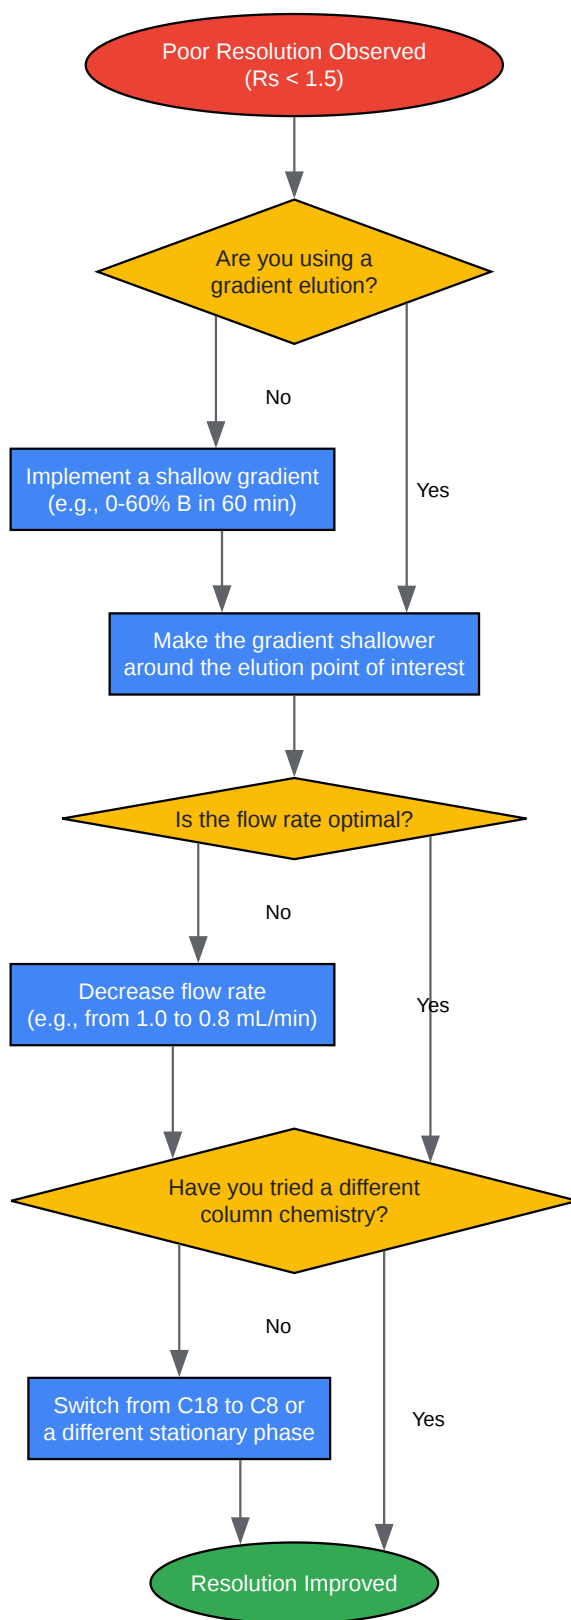 Poor Resolution Observed
(Rs < 1.5)
Are you using a
gradient elution?
No
Implement a shallow gradient
(e.g., 0-60% B in 60 min)
Yes
Make the gradient shallower
around the elution point of interest
Is the flow rate optimal?
No
Decrease flow rate
(e.g., from 1.0 to 0.8 mL/min)
Yes
Have you tried a different
column chemistry?
No
Switch from C18 to C8 or
a different stationary phase
Yes
Resolution Improved